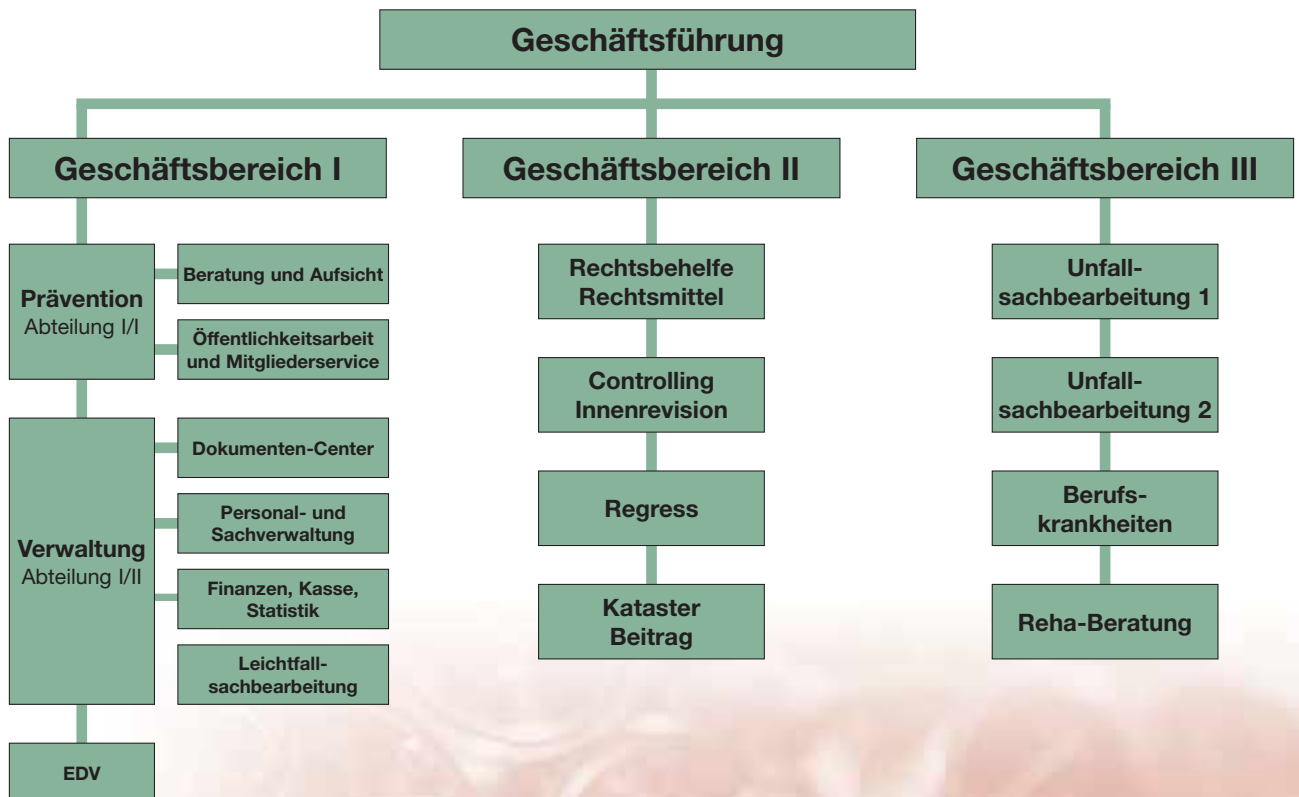 Geschäftsführung
Geschäftsbereich I
Geschäftsbereich II
Geschäftsbereich III
Prävention
Abteilung I/I
Beratung und Aufsicht
Öffentlichkeitsarbeit
und Mitgliederservice
Verwaltung
Abteilung I/II
Dokumenten-Center
Personal- und
Sachverwaltung
Finanzen, Kasse,
Statistik
Leichtfall-
sachbearbeitung
EDV
Rechtsbehelfe
Rechtsmittel
Controlling
Innenrevision
Regress
Kataster
Beitrag
Unfall-
sachbearbeitung 1
Unfall-
sachbearbeitung 2
Berufs-
krankheiten
Reha-Beratung